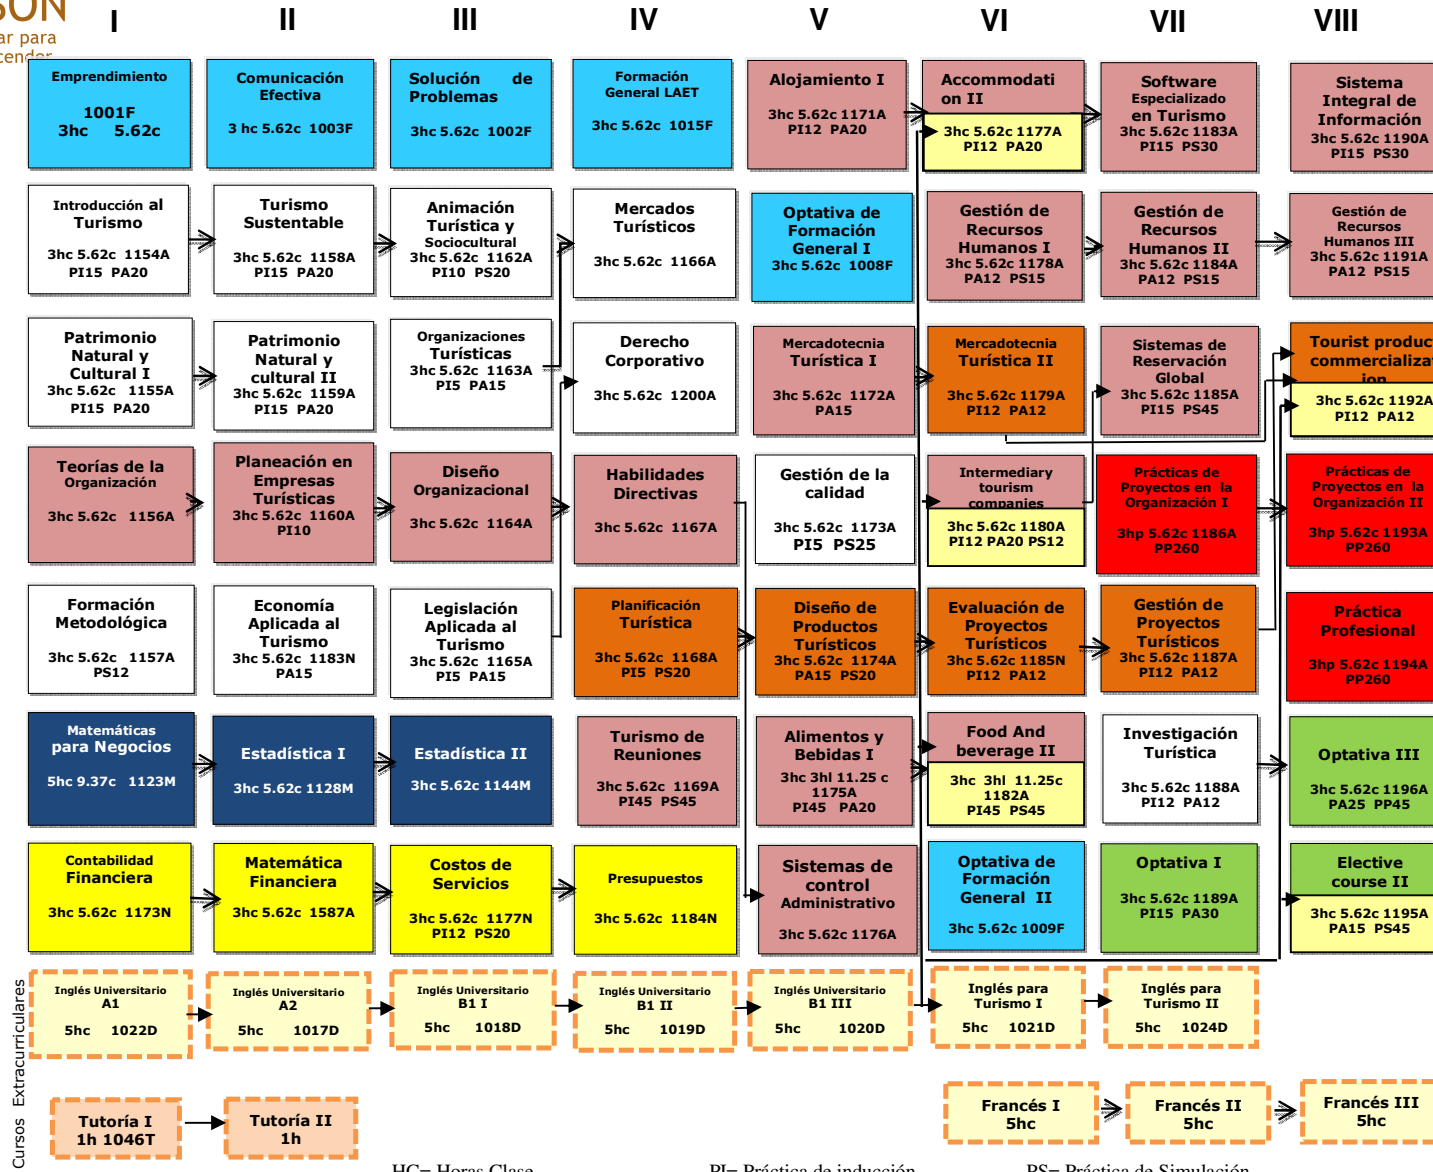 SON
ar para
cender
I II III IV V VI VII VIII
Emprendimiento
1001F
3hc 5.62c
Comunicación
Efectiva
3 hc 5.62c 1003F
Solución de
Problemas
3hc 5.62c 1002F
Formación
General LAET
3hc 5.62c 1015F
Alojamiento I
3hc 5.62c 1171A
PI12 PA20
Accommodati
on II
3hc 5.62c 1177A
PI12 PA20
Software
Especializado
en Turismo
3hc 5.62c 1183A
PI15 PS30
Sistema
Integral de
Información
3hc 5.62c 1190A
PI15 PS30
Introducción al
Turismo
3hc 5.62c 1154A
PI15 PA20
Turismo
Sustentable
3hc 5.62c 1158A
PI15 PA20
Animación
Turística y
Sociocultural
3hc 5.62c 1162A
PI10 PS20
Mercados
Turísticos
3hc 5.62c 1166A
Optativa de
Formación
General I
3hc 5.62c 1008F
Gestión de
Recursos
Humanos I
3hc 5.62c 1178A
PA12 PS15
Gestión de
Recursos
Humanos II
3hc 5.62c 1184A
PA12 PS15
Gestión de
Recursos
Humanos III
3hc 5.62c 1191A
PA12 PS15
Patrimonio
Natural y
Cultural I
3hc 5.62c 1155A
PI15 PA20
Patrimonio
Natural y
cultural II
3hc 5.62c 1159A
PI15 PA20
Organizaciones
Turísticas
3hc 5.62c 1163A
PI5 PA15
Derecho
Corporativo
3hc 5.62c 1200A
Mercadotecnia
Turística I
3hc 5.62c 1172A
PA15
Mercadotecnia
Turística II
3hc 5.62c 1179A
PI12 PA12
Sistemas de
Reservación
Global
3hc 5.62c 1185A
PI15 PS45
Tourist produc
commercializa
ion
3hc 5.62c 1192A
PI12 PA12
Teorías de la
Organización
3hc 5.62c 1156A
Planeación en
Empresas
Turísticas
3hc 5.62c 1160A
PI10
Diseño
Organizacional
3hc 5.62c 1164A
Habilidades
Directivas
3hc 5.62c 1167A
Gestión de la
calidad
3hc 5.62c 1173A
PI5 PS25
Intermediary
tourism
companies
3hc 5.62c 1180A
PI12 PA20 PS12
Prácticas de
Proyectos en la
Organización I
3hp 5.62c 1186A
PP260
Prácticas de
Proyectos en la
Organización II
3hp 5.62c 1193A
PP260
Formación
Metodológica
3hc 5.62c 1157A
PS12
Economía
Aplicada al
Turismo
3hc 5.62c 1183N
PA15
Legislación
Aplicada al
Turismo
3hc 5.62c 1165A
PI5 PA15
Planificación
Turística
3hc 5.62c 1168A
PI5 PS20
Diseño de
Productos
Turísticos
3hc 5.62c 1174A
PA15 PS20
Evaluación de
Proyectos
Turísticos
3hc 5.62c 1185N
PI12 PA12
Gestión de
Proyectos
Turísticos
3hc 5.62c 1187A
PI12 PA12
Práctica
Profesional
3hp 5.62c 1194A
PP260
Matemáticas
para Negocios
5hc 9.37c 1123M
Estadística I
3hc 5.62c 1128M
Estadística II
3hc 5.62c 1144M
Turismo de
Reuniones
3hc 5.62c 1169A
PI45 PS45
Alimentos y
Bebidas I
3hc 3hl 11.25 c
1175A
PI45 PA20
Food And
beverage II
3hc 3hl 11.25c
1182A
PI45 PS45
Investigación
Turística
3hc 5.62c 1188A
PI12 PA12
Optativa III
3hc 5.62c 1196A
PA25 PP45
Contabilidad
Financiera
3hc 5.62c 1173N
Matemática
Financiera
3hc 5.62c 1587A
Costos de
Servicios
3hc 5.62c 1177N
PI12 PS20
Presupuestos
3hc 5.62c 1184N
Sistemas de
control
Administrativo
3hc 5.62c 1176A
Optativa de
Formación
General II
3hc 5.62c 1009F
Optativa I
3hc 5.62c 1189A
PI15 PA30
Elective
course II
3hc 5.62c 1195A
PA15 PS45
Cursos Extracurriculares
Inglés Universitario
A1
5hc 1022D
Inglés Universitario
A2
5hc 1017D
Inglés Universitario
B1 I
5hc 1018D
Inglés Universitario
B1 II
5hc 1019D
Inglés Universitario
B1 III
5hc 1020D
Inglés para
Turismo I
5hc 1021D
Inglés para
Turismo II
5hc 1024D
Tutoría I
1h 1046T
Tutoría II
1h
Francés I
5hc
Francés II
5hc
Francés III
5hc
HC= Horas Clase PI= Práctica de inducción PS= Práctica de Simulación